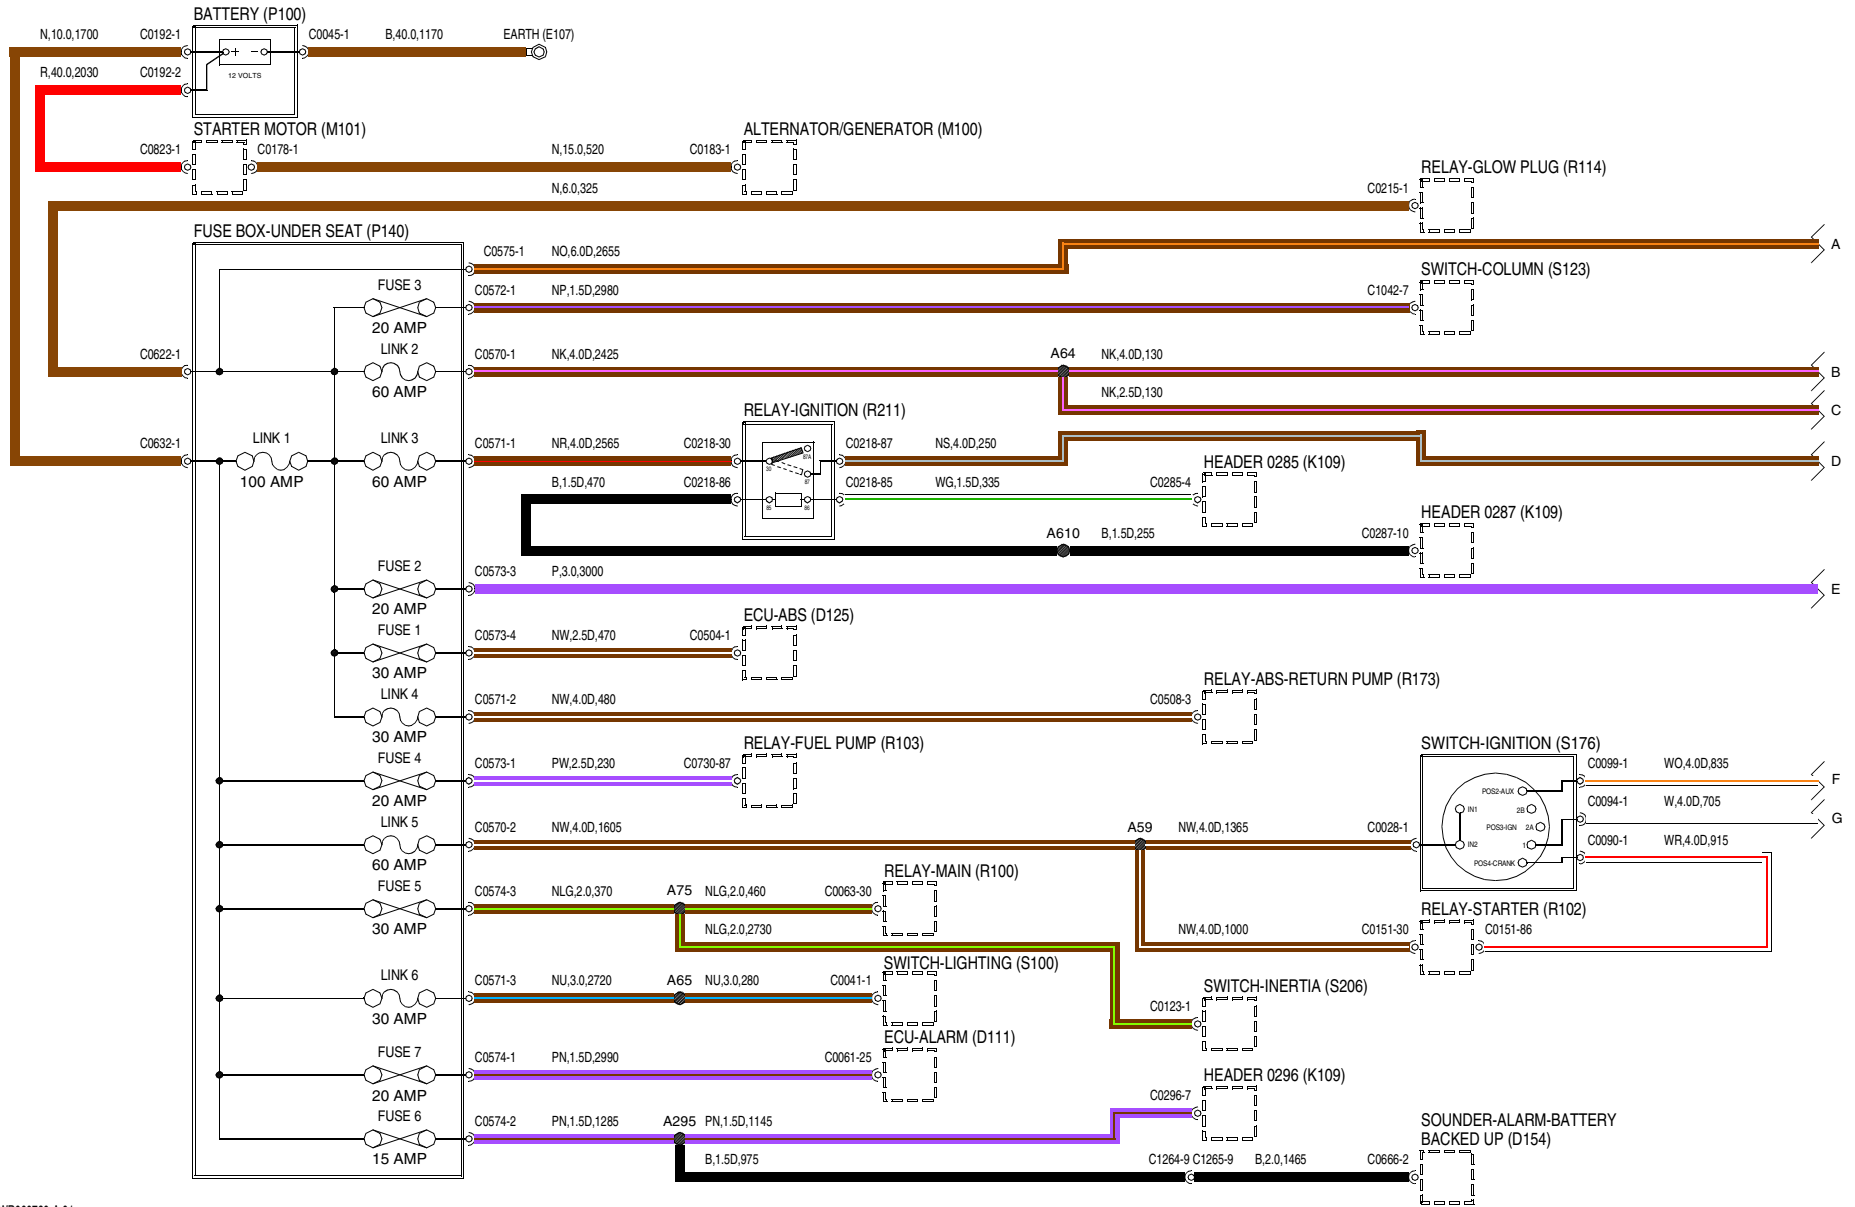 BATTERY (P100)
N,10.0,1700 C0192-1 C0045-1 B,40.0,1170 EARTH (E107)
+ −
R,40.0,2030 C0192-2 12 VOLTS
STARTER MOTOR (M101) ALTERNATOR/GENERATOR (M100)
C0823-1 C0178-1 N,15.0,520 C0183-1
RELAY-GLOW PLUG (R114)
N,6.0,325 C0215-1
FUSE BOX-UNDER SEAT (P140)
C0575-1 NO,6.0D,2655 A
SWITCH-COLUMN (S123)
FUSE 3 C0572-1 NP,1.5D,2980 C1042-7
20 AMP
C0622-1 LINK 2 C0570-1 NK,4.0D,2425 A64 NK,4.0D,130 B
60 AMP NK,2.5D,130
C
RELAY-IGNITION (R211)
C0632-1 LINK 1 LINK 3 C0571-1 NR,4.0D,2565 C0218-30 C0218-87 NS,4.0D,250 D
87A
30
87
100 AMP 60 AMP B,1.5D,470 C0218-86 C0218-85 WG,1.5D,335 C0285-4
HEADER 0285 (K109)
85 86
HEADER 0287 (K109)
A610 B,1.5D,255 C0287-10
FUSE 2 C0573-3 P,3.0,3000 E
20 AMP
ECU-ABS (D125)
FUSE 1 C0573-4 NW,2.5D,470 C0504-1
30 AMP
RELAY-ABS-RETURN PUMP (R173)
LINK 4 C0571-2 NW,4.0D,480 C0508-3
30 AMP
RELAY-FUEL PUMP (R103) SWITCH-IGNITION (S176)
FUSE 4 C0573-1 PW,2.5D,230 C0730-87 C0099-1 WO,4.0D,835 F
20 AMP
POS2-AUX
C0094-1 W,4.0D,705 G
IN1 2B
POS3-IGN 2A
LINK 5 C0570-2 NW,4.0D,1605 A59 NW,4.0D,1365 C0028-1 C0090-1 WR,4.0D,915
IN2 1
POS4-CRANK
60 AMP
RELAY-MAIN (R100)
FUSE 5 C0574-3 NLG,2.0,370 A75 NLG,2.0,460 C0063-30
RELAY-STARTER (R102)
30 AMP NLG,2.0,2730 NW,4.0D,1000 C0151-30 C0151-86
SWITCH-LIGHTING (S100)
LINK 6 C0571-3 NU,3.0,2720 A65 NU,3.0,280 C0041-1
SWITCH-INERTIA (S206)
30 AMP C0123-1
ECU-ALARM (D111)
FUSE 7 C0574-1 PN,1.5D,2990 C0061-25
20 AMP
HEADER 0296 (K109)
C0296-7
FUSE 6 C0574-2 PN,1.5D,1285 A295 PN,1.5D,1145
SOUNDER-ALARM-BATTERY
BACKED UP (D154)
15 AMP B,1.5D,975 C1264-9 C1265-9 B,2.0,1465 C0666-2